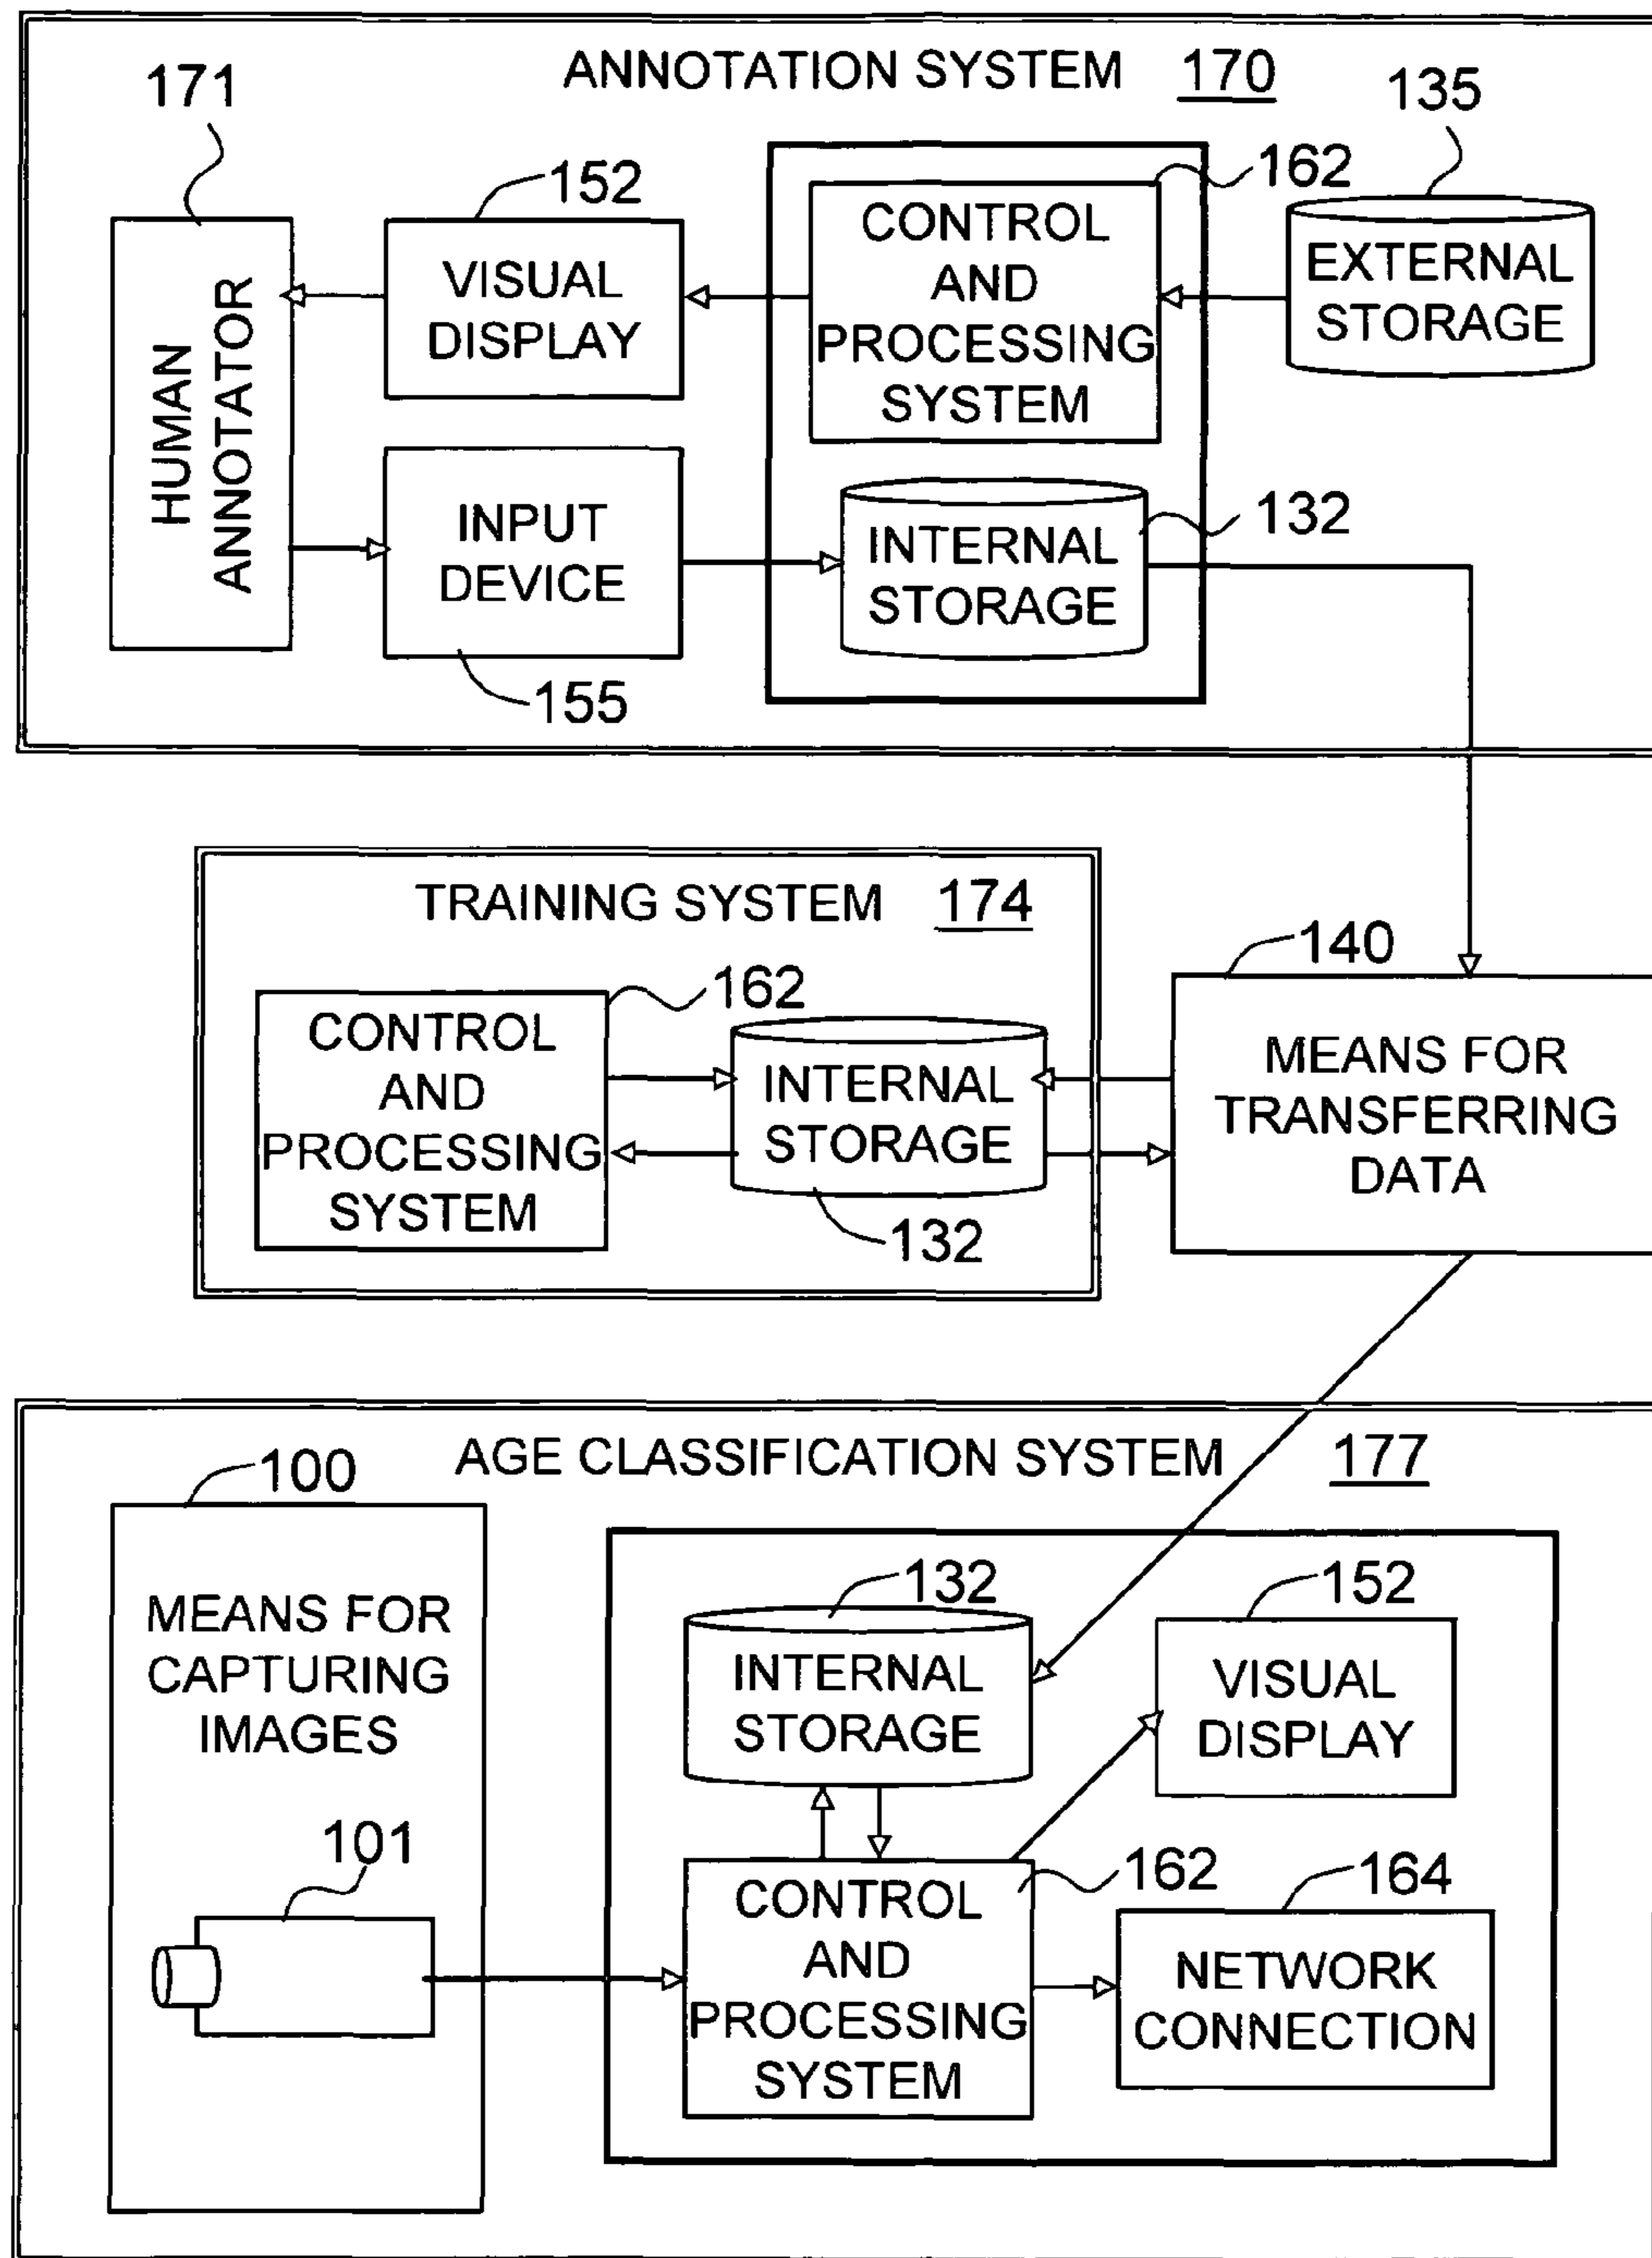 ANNOTATION SYSTEM 170
171
135
152
162
HUMAN
ANNOTATOR
VISUAL
DISPLAY
CONTROL
AND
PROCESSING
SYSTEM
EXTERNAL
STORAGE
INPUT
DEVICE
155
INTERNAL
STORAGE
132
TRAINING SYSTEM 174
162
CONTROL
AND
PROCESSING
SYSTEM
INTERNAL
STORAGE
132
140
MEANS FOR
TRANSFERRING
DATA
AGE CLASSIFICATION SYSTEM 177
100
MEANS FOR
CAPTURING
IMAGES
101
132
INTERNAL
STORAGE
152
VISUAL
DISPLAY
162
CONTROL
AND
PROCESSING
SYSTEM
164
NETWORK
CONNECTION